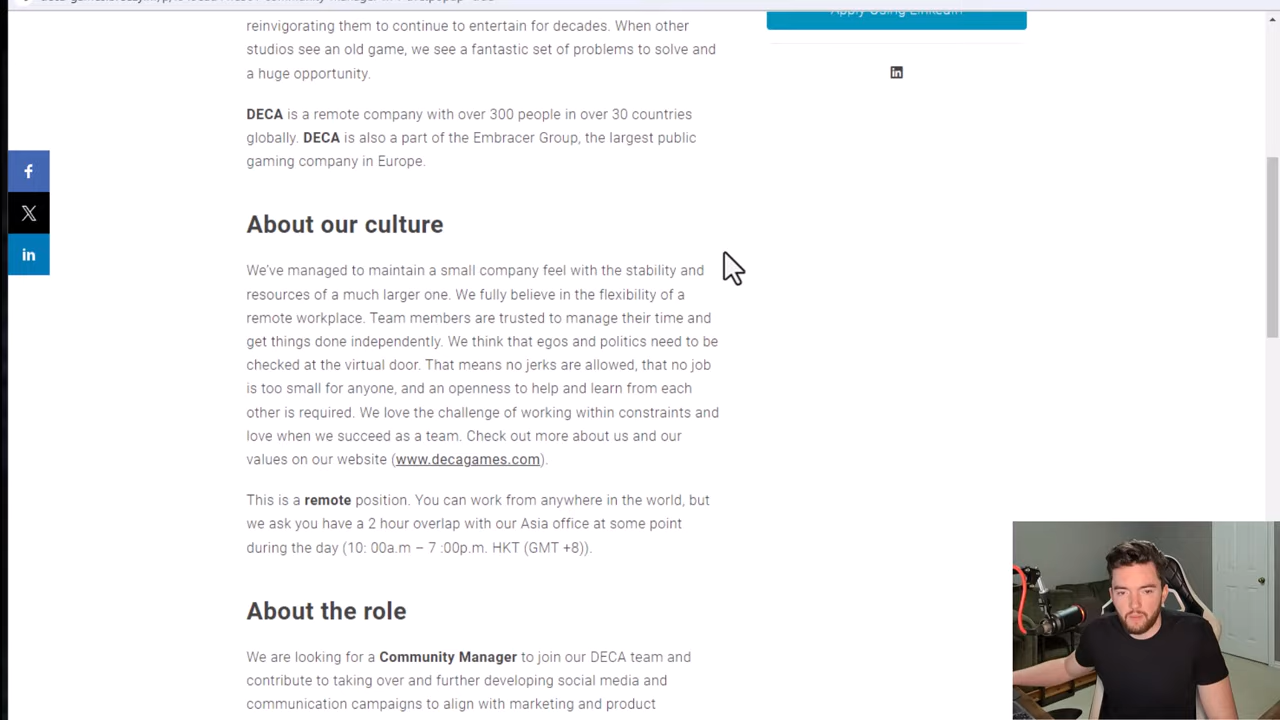 reinvigorating them to continue to entertain for decades. When other
studios see an old game, we see a fantastic set of problems to solve and
a huge opportunity.
DECA is a remote company with over 300 people in over 30 countries
globally. DECA is also a part of the Embracer Group, the largest public
gaming company in Europe.
About our culture
We've managed to maintain a small company feel with the stability and
resources of a much larger one. We fully believe in the flexibility of a
remote workplace. Team members are trusted to manage their time and
get things done independently. We think that egos and politics need to be
checked at the virtual door. That means no jerks are allowed, that no job
is too small for anyone, and an openness to help and learn from each
other is required. We love the challenge of working within constraints and
love when we succeed as a team. Check out more about us and our
values on our website (www.decagames.com).
This is a remote position. You can work from anywhere in the world, but
we ask you have a 2 hour overlap with our Asia office at some point
during the day (10: 00a.m – 7 :00p.m. HKT (GMT +8)).
About the role
We are looking for a Community Manager to join our DECA team and
contribute to taking over and further developing social media and
communication campaigns to align with marketing and product
Apply Using LinkedIn
in
f
X
in